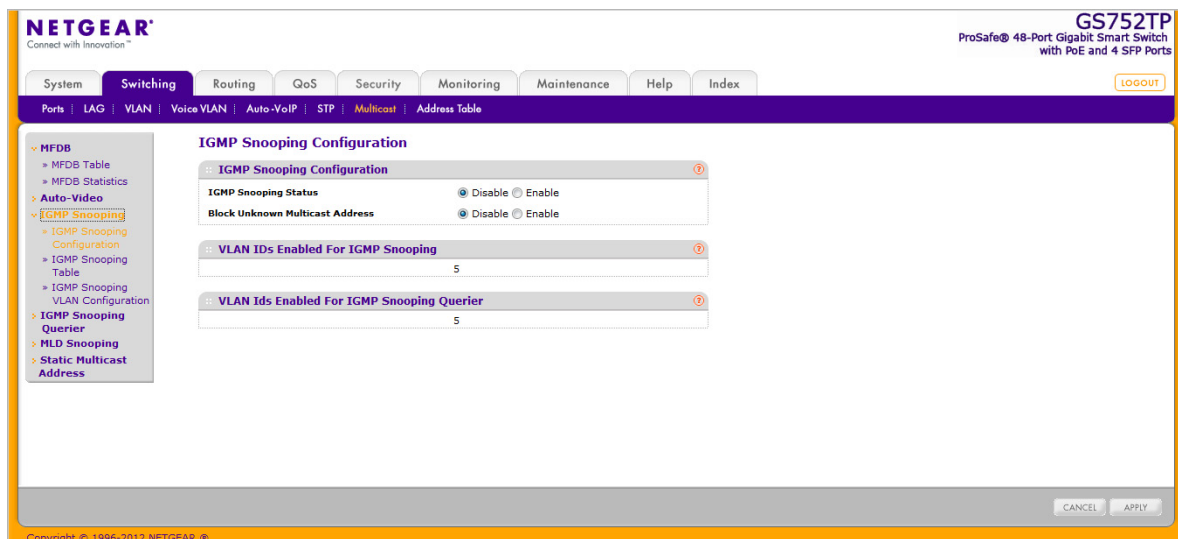 NETGEAR®
Connect with Innovation™
GS752TP
ProSafe® 48-Port Gigabit Smart Switch
with PoE and 4 SFP Ports
System Switching Routing QoS Security Monitoring Maintenance Help Index LOGOUT
Ports | LAG | VLAN | Voice VLAN | Auto-VoIP | STP | Multicast | Address Table
MFDB
» MFDB Table
» MFDB Statistics
Auto-Video
IGMP Snooping
» IGMP Snooping
Configuration
» IGMP Snooping
Table
» IGMP Snooping
VLAN Configuration
IGMP Snooping
Querier
MLD Snooping
Static Multicast
Address
IGMP Snooping Configuration
IGMP Snooping Configuration ?
IGMP Snooping Status Disable Enable
Block Unknown Multicast Address Disable Enable
VLAN IDs Enabled For IGMP Snooping ?
5
VLAN Ids Enabled For IGMP Snooping Querier ?
5
CANCEL APPLY
Copyright © 1996-2012 NETGEAR ®